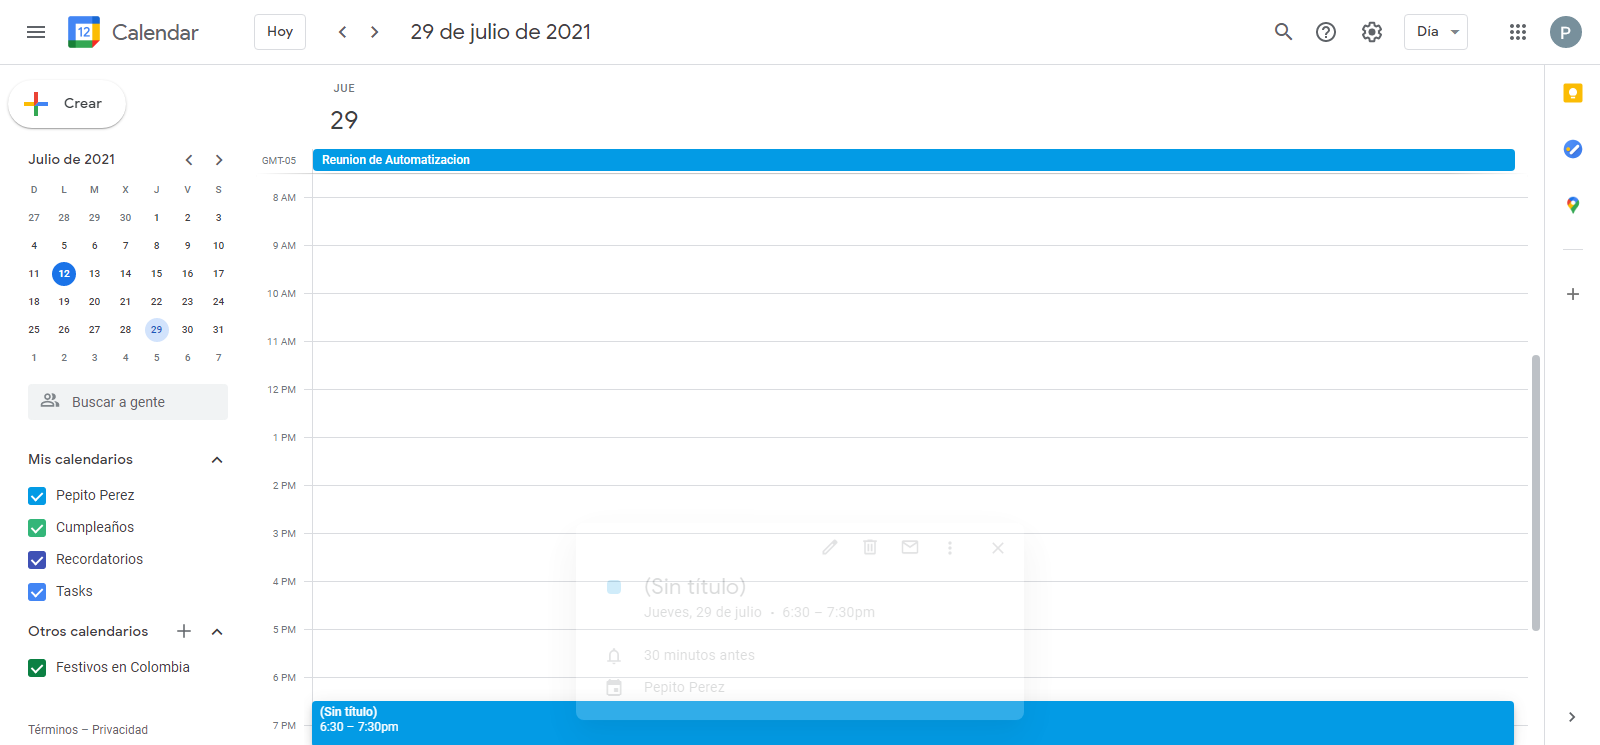 12 Calendar Hoy 29 de julio de 2021 Día P
Crear
Julio de 2021
D L M X J V S
27 28 29 30 1 2 3
4 5 6 7 8 9 10
11 12 13 14 15 16 17
18 19 20 21 22 23 24
25 26 27 28 29 30 31
1 2 3 4 5 6 7
Buscar a gente
Mis calendarios
Pepito Perez
Cumpleaños
Recordatorios
Tasks
Otros calendarios
Festivos en Colombia
Términos – Privacidad
JUE
29
GMT-05 Reunion de Automatizacion
8 AM
9 AM
10 AM
11 AM
12 PM
1 PM
2 PM
3 PM
4 PM
5 PM
6 PM
7 PM
(Sin título)
Jueves, 29 de julio · 6:30 – 7:30pm
30 minutos antes
Pepito Perez
(Sin título)
6:30 – 7:30pm